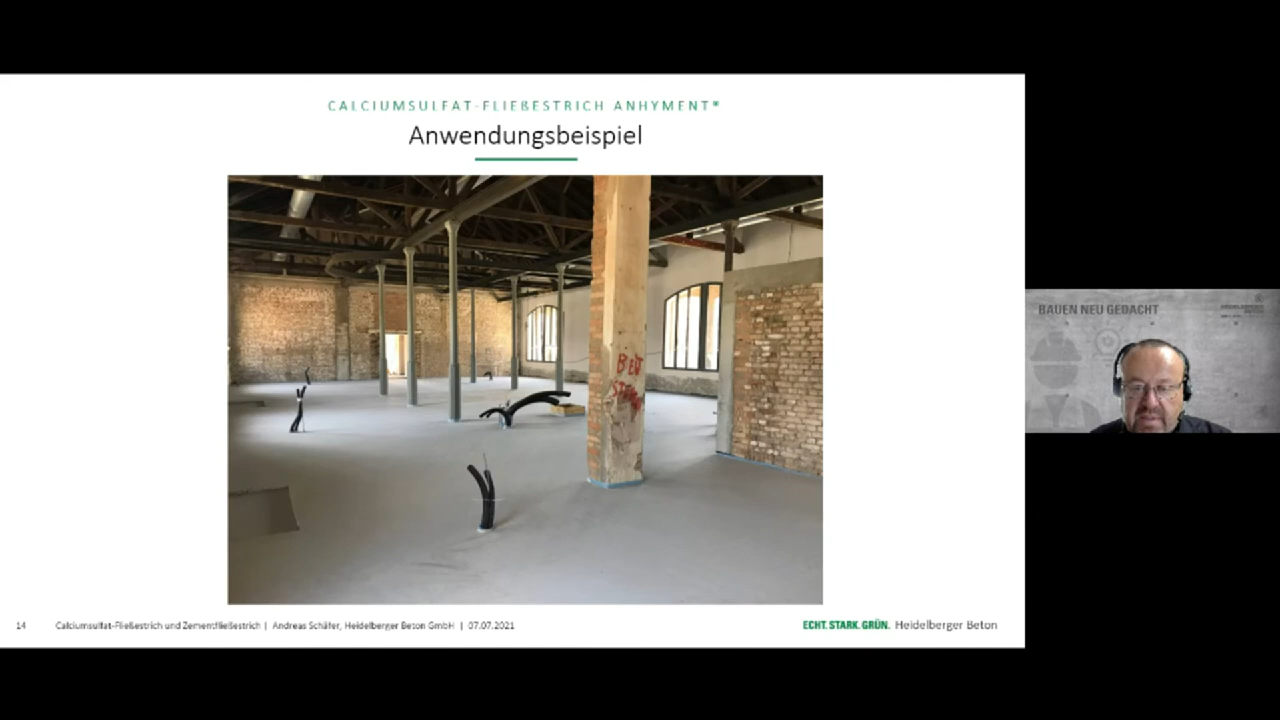 CALCIUMSULFAT-FLIEẞESTRICH ANHYMENT®
Anwendungsbeispiel
BAUEN NEU GEDACHT
BENT
14 Calciumsulfat-Fließestrich und Zementfließestrich | Andreas Schäfer, Heidelberger Beton GmbH | 07.07.2021
ECHT. STARK. GRÜN. Heidelberger Beton